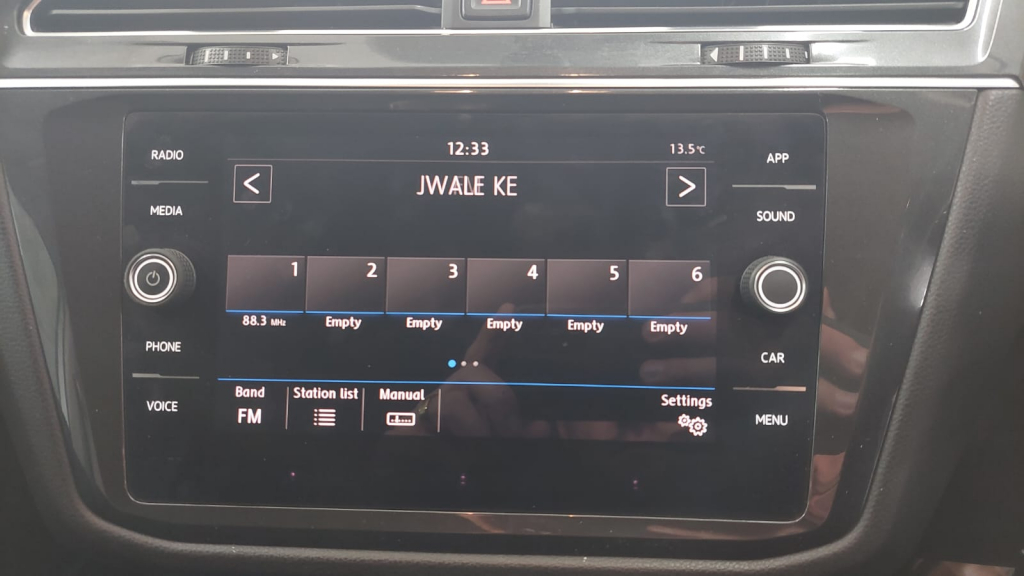 12:33
13.5°C
RADIO
APP
<
JWALE KE
>
MEDIA
SOUND
1 2 3 4 5 6
88.3 MHz Empty Empty Empty Empty Empty
PHONE
CAR
Band Station list Manual Settings
FM
VOICE
MENU